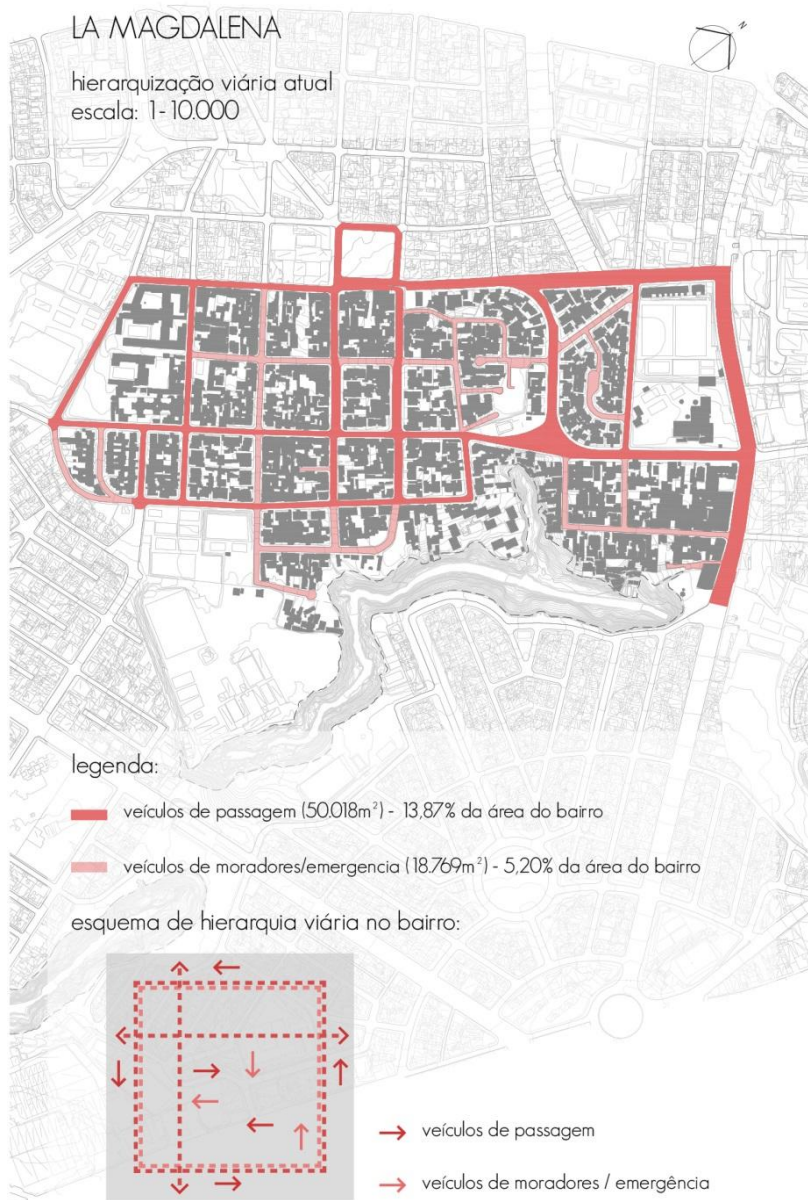 LA MAGDALENA
N
hierarquização viária atual
escala: 1-10.000
legenda:
veículos de passagem (50.018m²) - 13,87% da área do bairro
veículos de moradores/emergencia (18.769m²) - 5,20% da área do bairro
esquema de hierarquia viária no bairro:
veículos de passagem
veículos de moradores / emergência